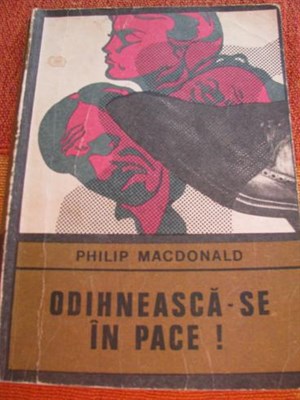 PHILIP MACDONALD
ODIHNEASCĂ-SE
ÎN PACE !